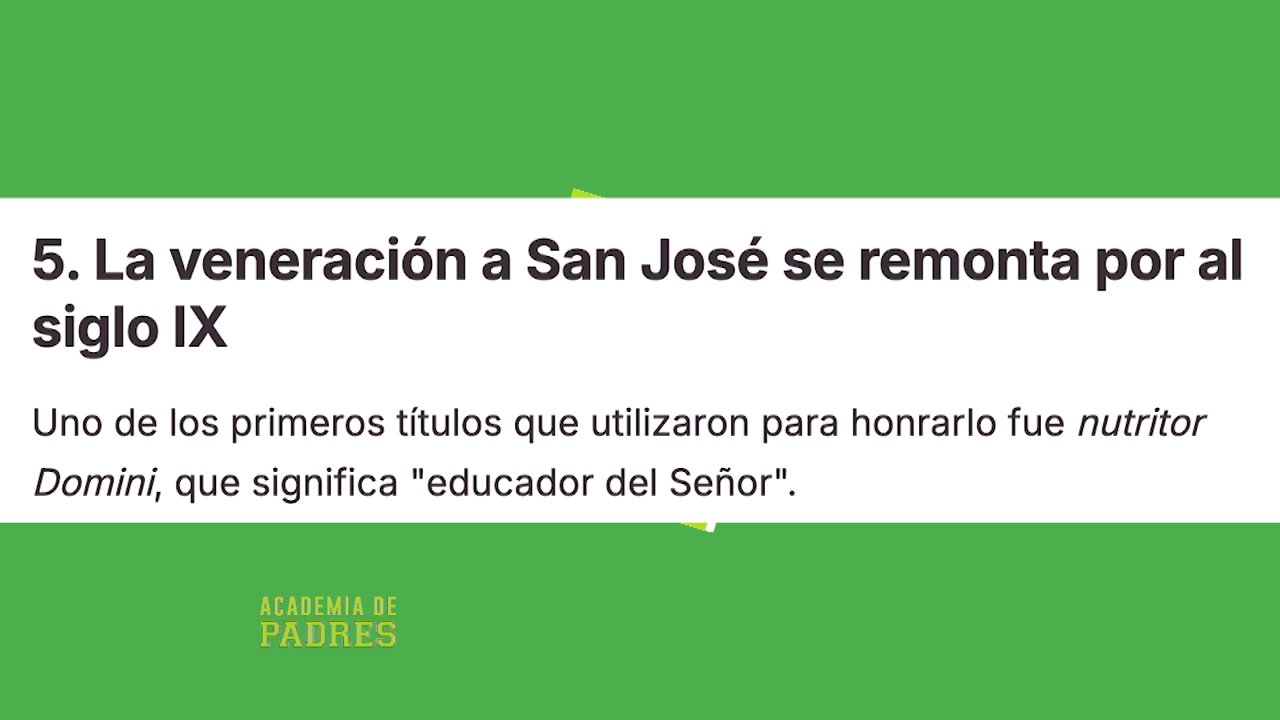 5. La veneración a San José se remonta por al
siglo IX
Uno de los primeros títulos que utilizaron para honrarlo fue nutritor
Domini, que significa "educador del Señor".
ACADEMIA DE
PADRES